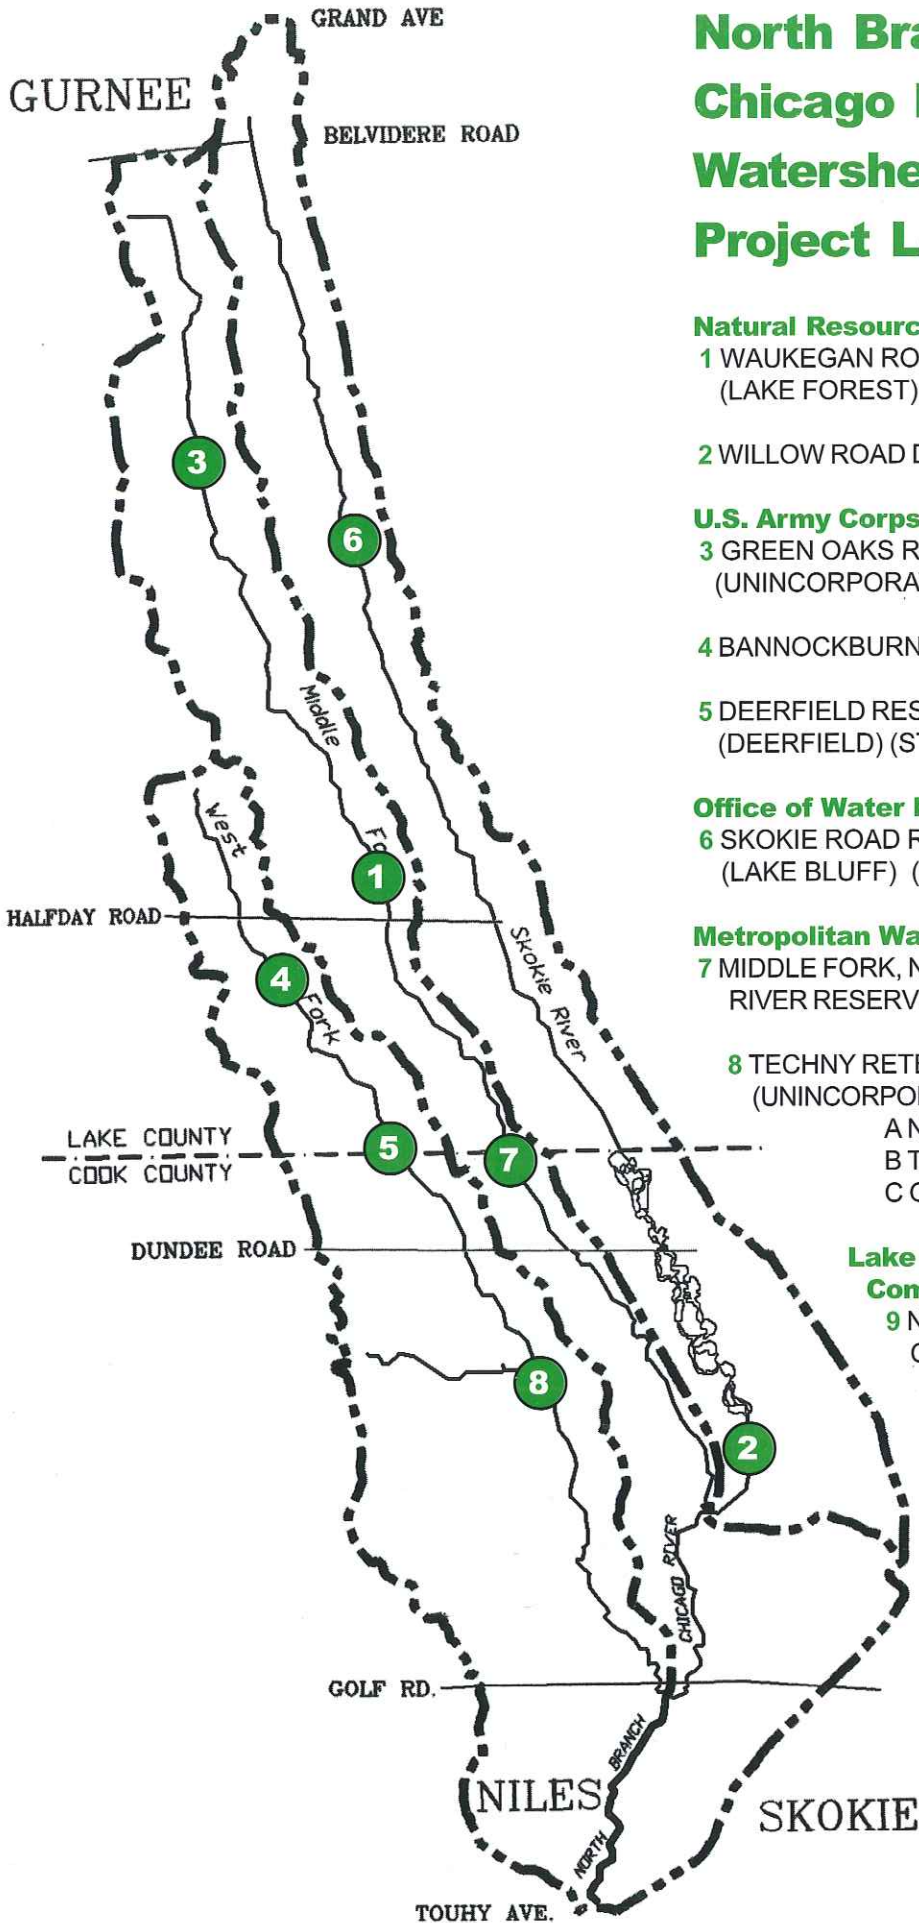 GRAND AVE
GURNEE
BELVIDERE ROAD
3
6
Middle
West
Fo
1
HALFDAY ROAD
4
Fork
Skokie River
5
7
LAKE COUNTY
COOK COUNTY
DUNDEE ROAD
8
2
CHICAGO RIVER
GOLF RD.
BRANCH
NORTH
NILES
SKOKIE
TOUHY AVE.
North Bra
Chicago
Watershe
Project L
Natural Resourc
1 WAUKEGAN RO
(LAKE FOREST)
2 WILLOW ROAD D
U.S. Army Corps
3 GREEN OAKS R
(UNINCORPORA
4 BANNOCKBURN
5 DEERFIELD RES
(DEERFIELD) (S
Office of Water
6 SKOKIE ROAD R
(LAKE BLUFF) (
Metropolitan Wa
7 MIDDLE FORK, N
RIVER RESERV
8 TECHNY RETE
(UNINCORPO
A N
B T
C
Lake
Com
9 N